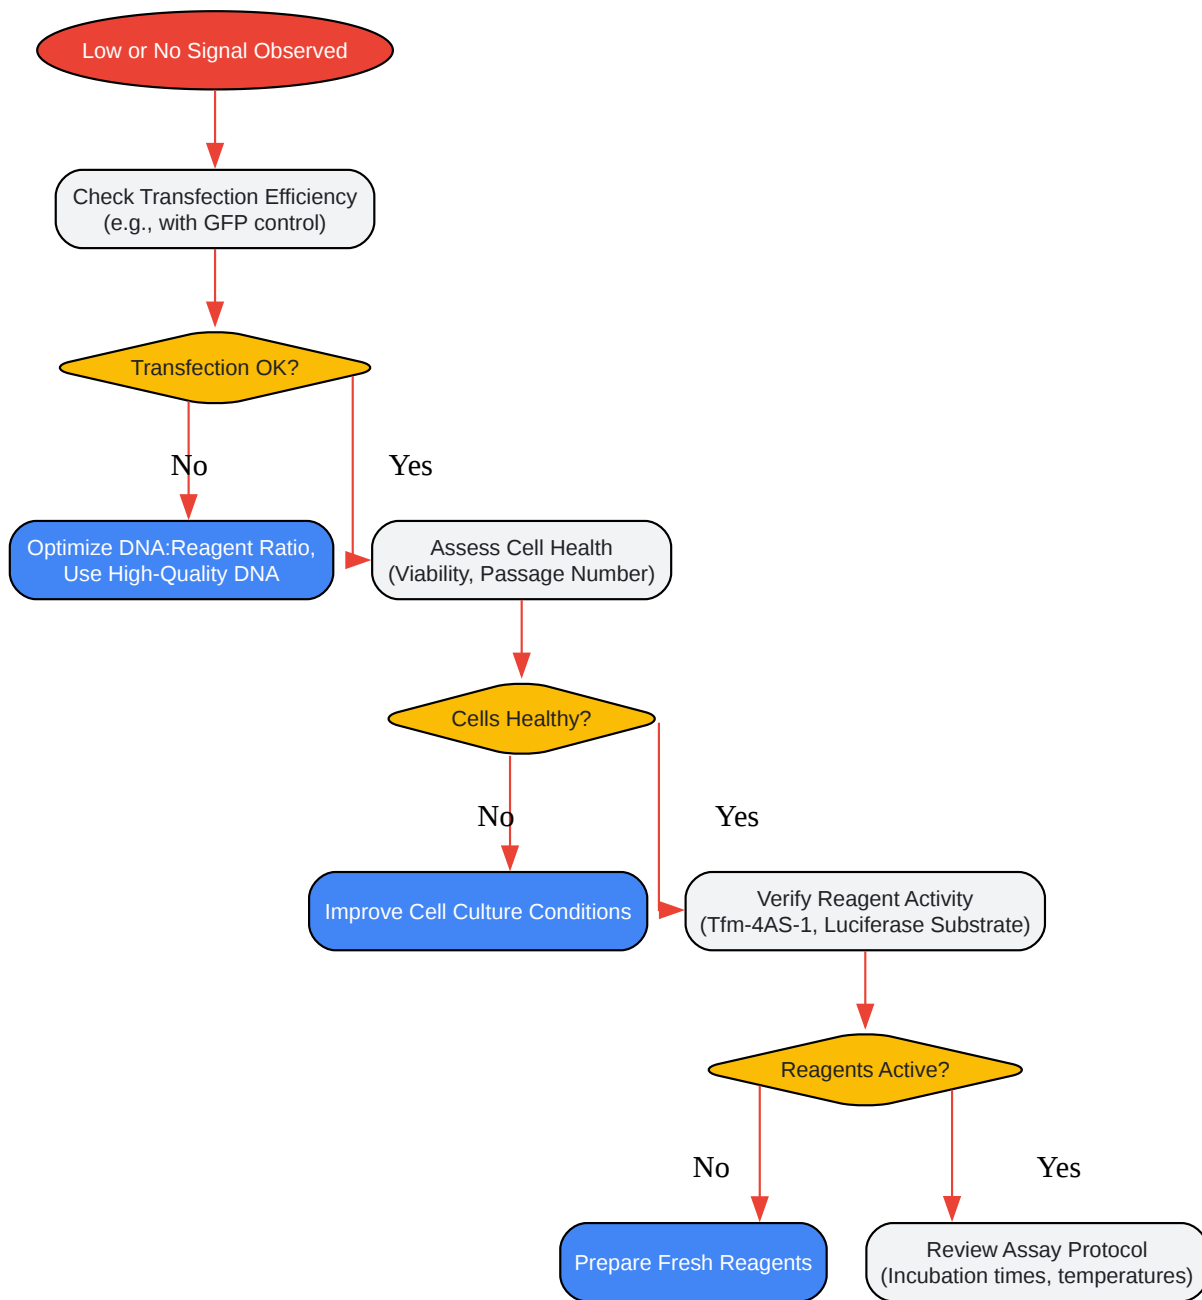 Low or No Signal Observed
Check Transfection Efficiency
(e.g., with GFP control)
Transfection OK?
No
Yes
Optimize DNA:Reagent Ratio,
Use High-Quality DNA
Assess Cell Health
(Viability, Passage Number)
Cells Healthy?
No
Yes
Improve Cell Culture Conditions
Verify Reagent Activity
(Tfm-4AS-1, Luciferase Substrate)
Reagents Active?
No
Yes
Prepare Fresh Reagents
Review Assay Protocol
(Incubation times, temperatures)